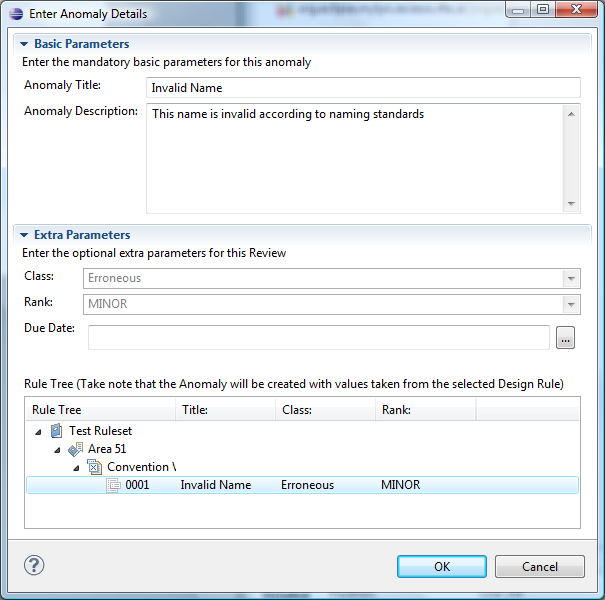 Enter Anomaly Details
Basic Parameters
Enter the mandatory basic parameters for this anomaly
Anomaly Title: Invalid Name
Anomaly Description: This name is invalid according to naming standards
Extra Parameters
Enter the optional extra parameters for this Review
Class: Erroneous
Rank: MINOR
Due Date: ...
Rule Tree (Take note that the Anomaly will be created with values taken from the selected Design Rule)
Rule Tree Title: Class: Rank:
Test Ruleset
Area 51
Convention
0001 Invalid Name Erroneous MINOR
? OK Cancel